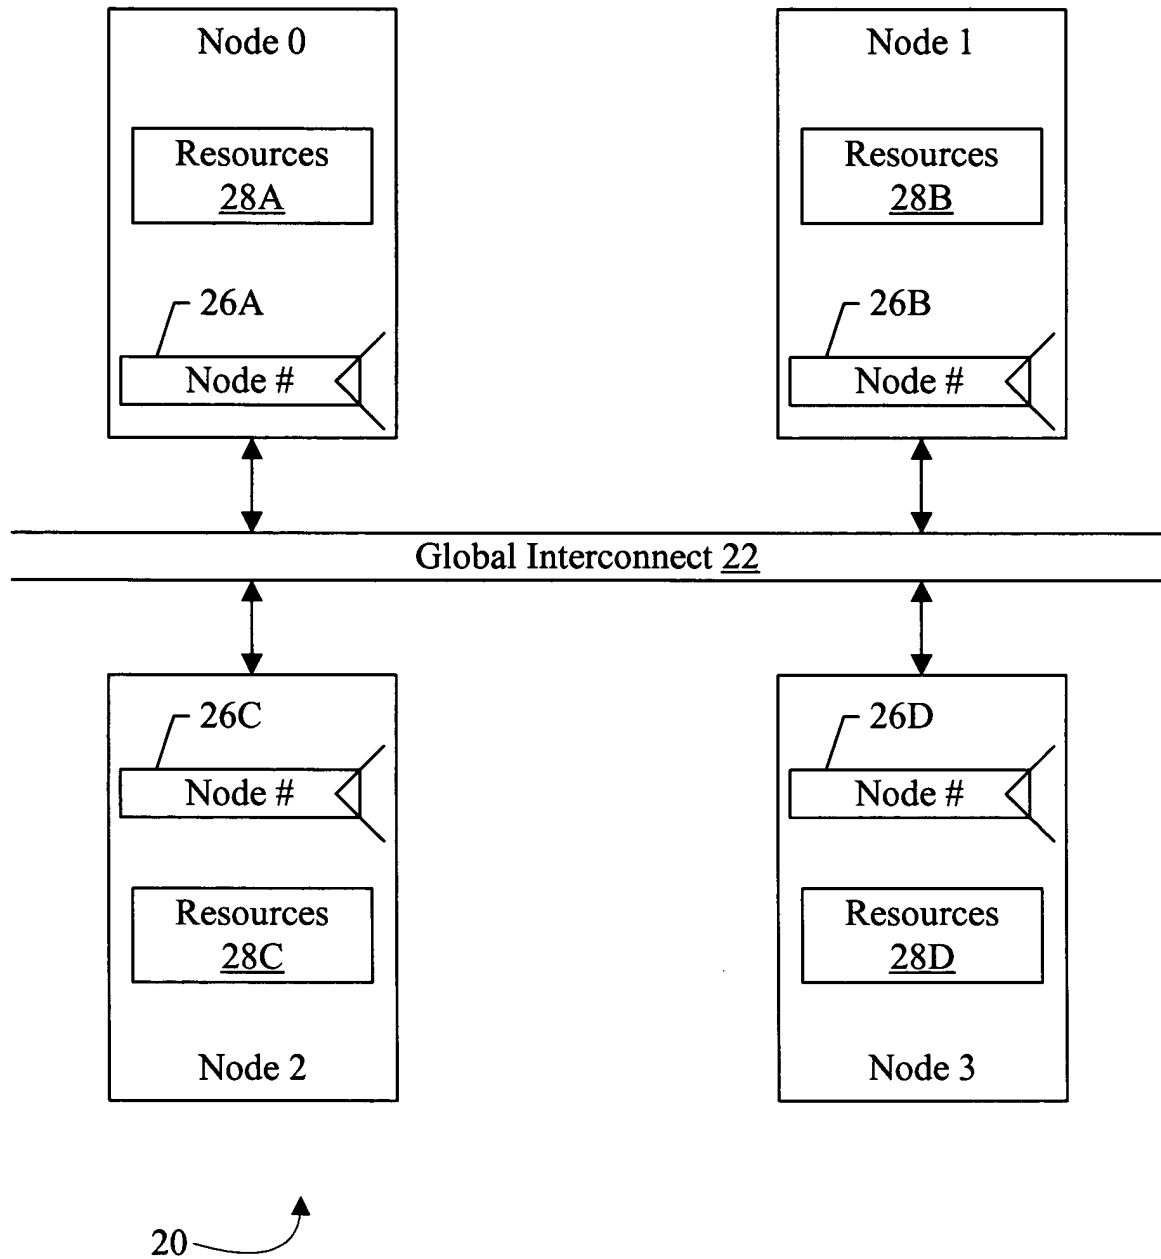 Node 0
Node 1
Resources
28A
Resources
28B
26A
26B
Node #
Node #
Global Interconnect 22
26C
26D
Node #
Node #
Resources
28C
Resources
28D
Node 2
Node 3
20